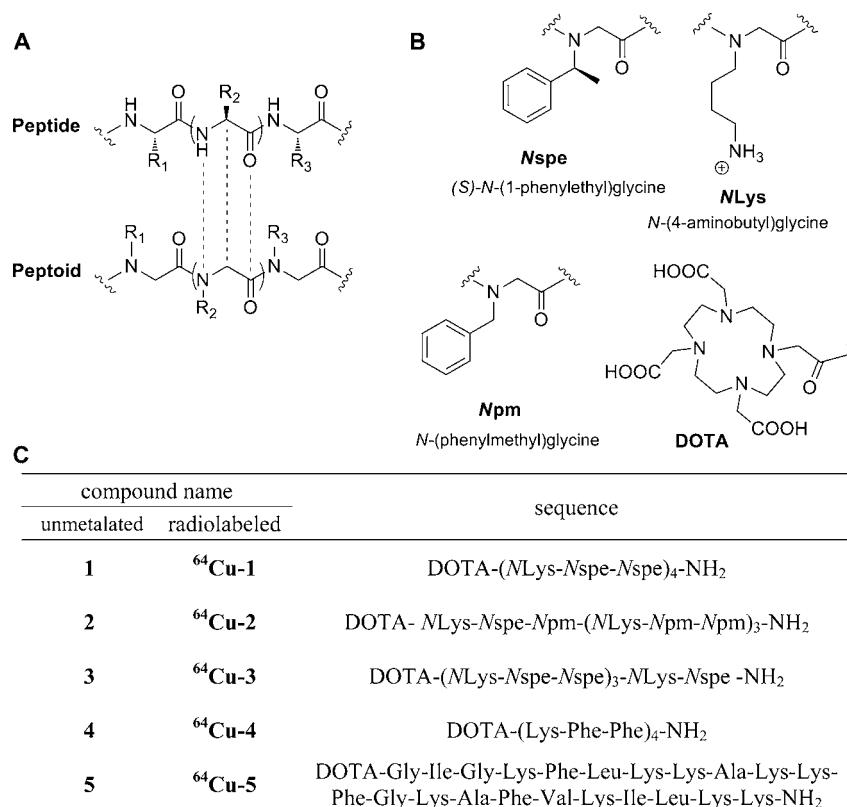 A
Peptide
H
N
O
R1
N
H
R2
O
H
N
O
R3
Peptoid
R1
N
O
N
R2
O
R3
N
O
B
N
O
Nspe
(S)-N-(1-phenylethyl)glycine
N
O
NH3
⊕
NLys
N-(4-aminobutyl)glycine
N
O
Npm
N-(phenylmethyl)glycine
HOOC
N
HOOC
N
N
O
N
COOH
DOTA
C
compound name
sequence
unmetalated radiolabeled
1 64Cu-1 DOTA-(NLys-Nspe-Nspe)4-NH2
2 64Cu-2 DOTA- NLys-Nspe-Npm-(NLys-Npm-Npm)3-NH2
3 64Cu-3 DOTA-(NLys-Nspe-Nspe)3-NLys-Nspe -NH2
4 64Cu-4 DOTA-(Lys-Phe-Phe)4-NH2
5 64Cu-5 DOTA-Gly-Ile-Gly-Lys-Phe-Leu-Lys-Lys-Ala-Lys-Lys-
Phe-Gly-Lys-Ala-Phe-Val-Lys-Ile-Leu-Lys-Lys-NH2